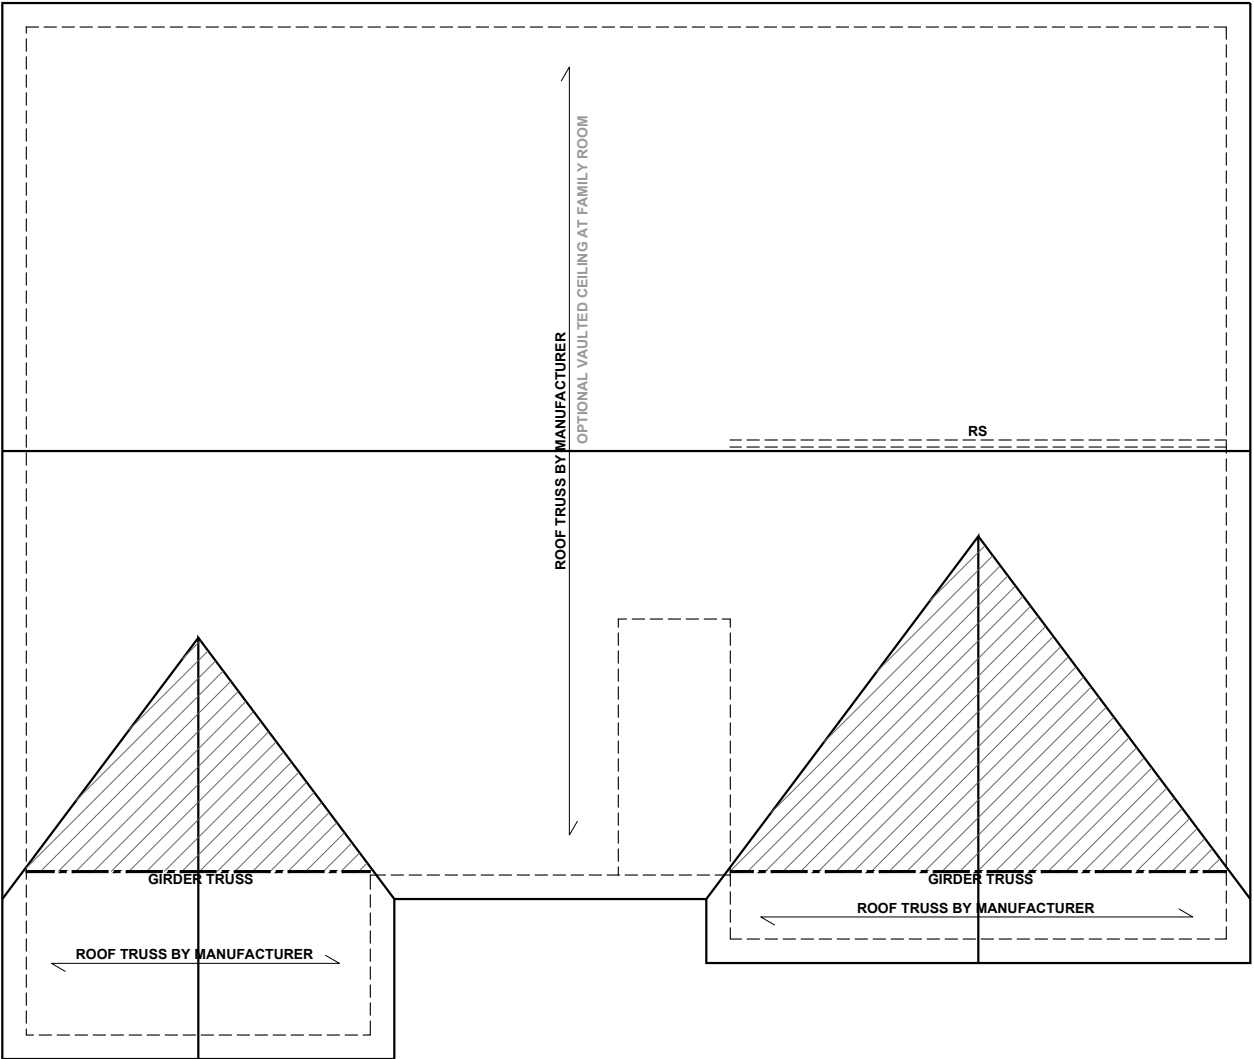 OPTIONAL VAULTED CEILING AT FAMILY ROOM
ROOF TRUSS BY MANUFACTURER
RS
GIRDER TRUSS
GIRDER TRUSS
ROOF TRUSS BY MANUFACTURER
ROOF TRUSS BY MANUFACTURER